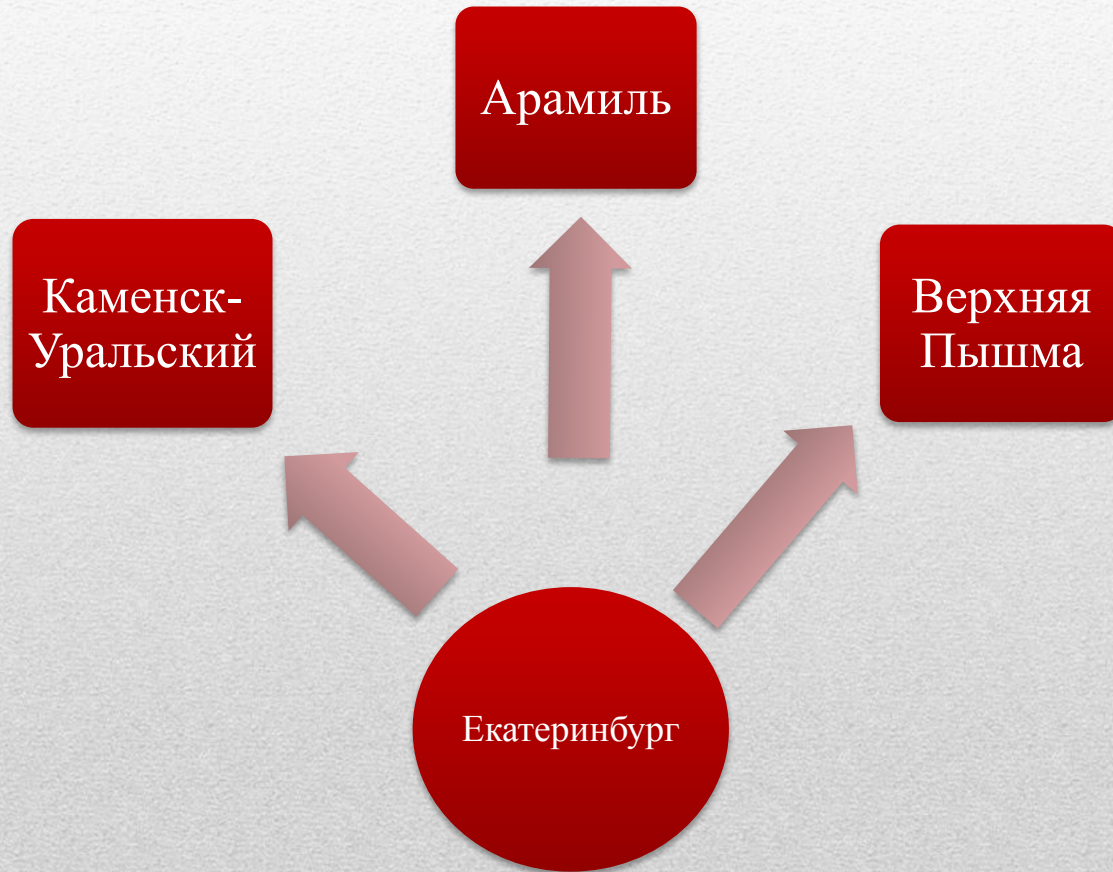 Арамиль
Каменск-
Уральский
Верхняя
Пышма
Екатеринбург